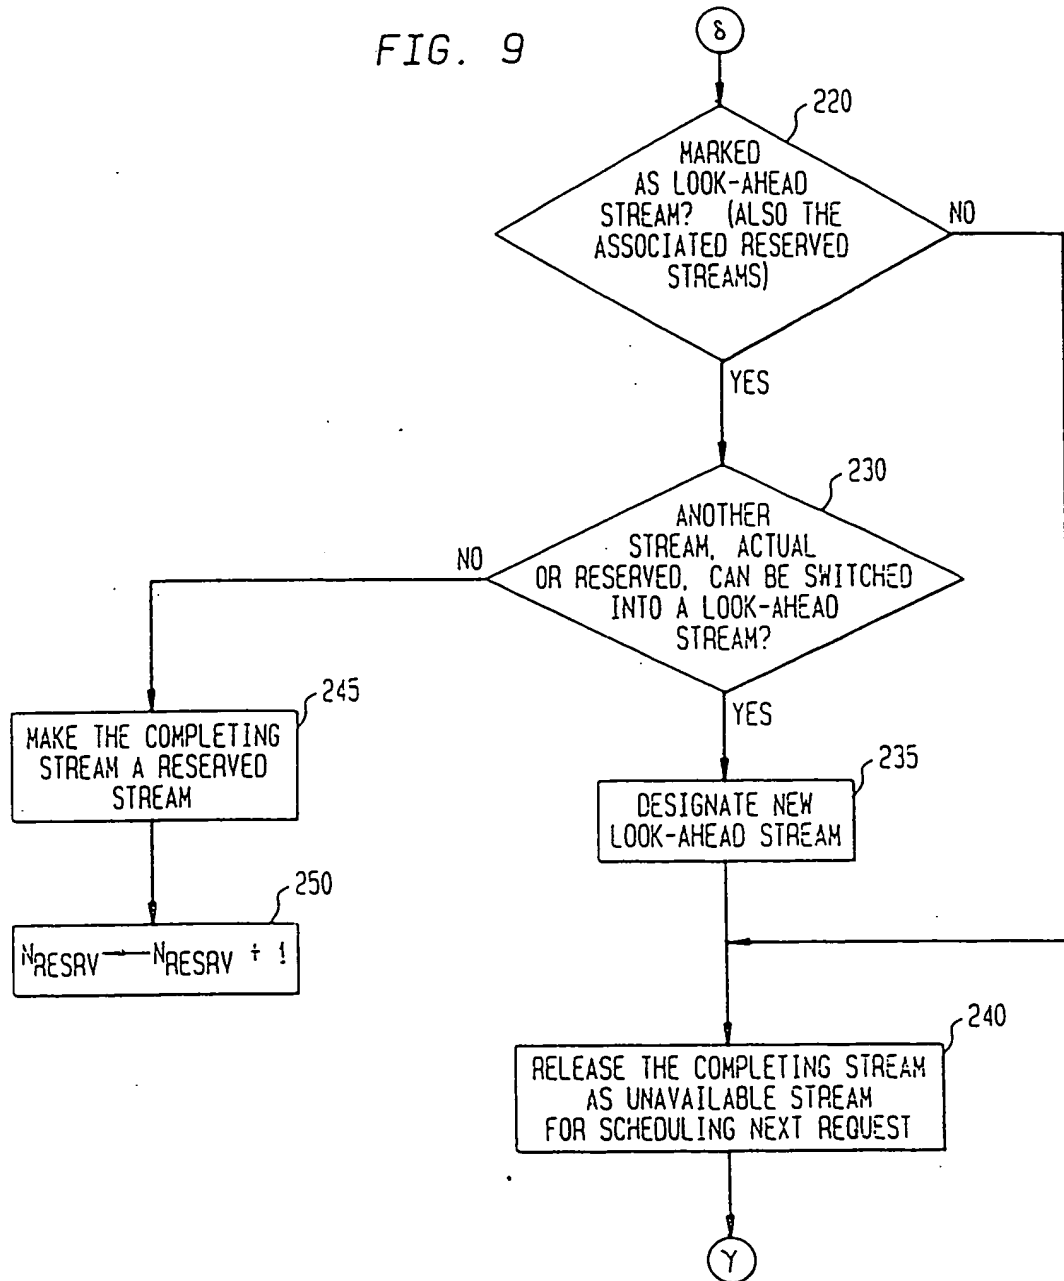 FIG. 9
δ
220
MARKED
AS LOOK-AHEAD
STREAM? (ALSO THE
ASSOCIATED RESERVED
STREAMS)
NO
YES
230
ANOTHER
STREAM, ACTUAL
OR RESERVED, CAN BE SWITCHED
INTO A LOOK-AHEAD
STREAM?
NO
YES
245
MAKE THE COMPLETING
STREAM A RESERVED
STREAM
235
DESIGNATE NEW
LOOK-AHEAD STREAM
250
NRESRV ← NRESRV + 1
240
RELEASE THE COMPLETING STREAM
AS UNAVAILABLE STREAM
FOR SCHEDULING NEXT REQUEST
γ